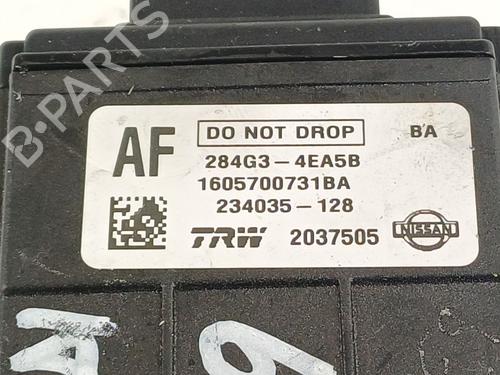 AF DO NOT DROP BA
284G3-4EA5B
1605700731BA
234035-128
TRW 2037505 NISSAN
B-PARTS